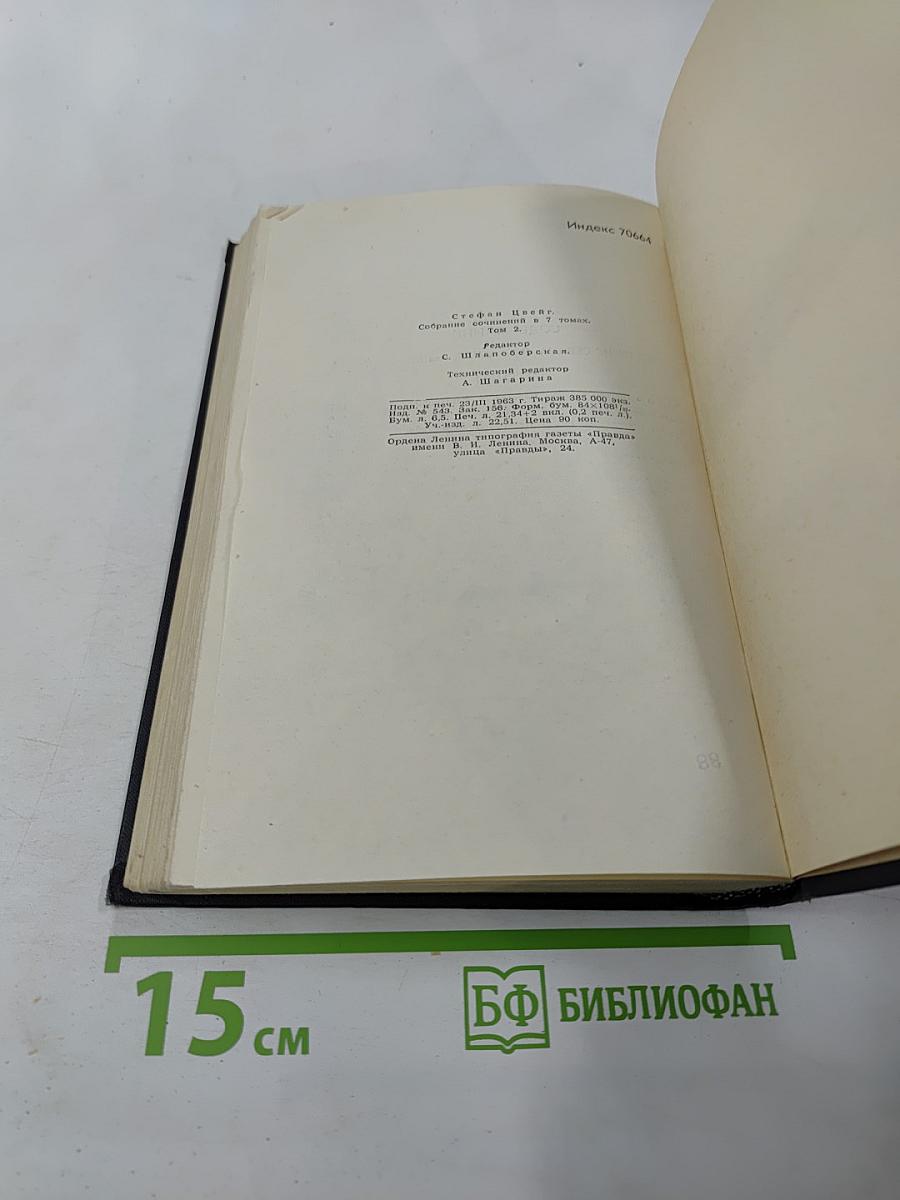 Индекс 70664
Стефан Цвейг.
Собрание сочинений в 7 томах.
Том 2.
Редактор
С. Шлапоберская.
Технический редактор
А. Шагарина
Подп. к печ. 23/III 1963 г. Тираж 385 000 экз.
Изд. № 543. Зак. 156. Форм. бум. 84×108¹/₃₂.
Бум. л. 6,5. Печ. л. 21,34+2 вкл. (0,2 печ. л.).
Уч.-изд. л. 22,51. Цена 90 коп.
Ордена Ленина типография газеты «Правда»
имени В. И. Ленина. Москва, А-47,
улица «Правды», 24.
15 см
БФ БИБЛИОФАН